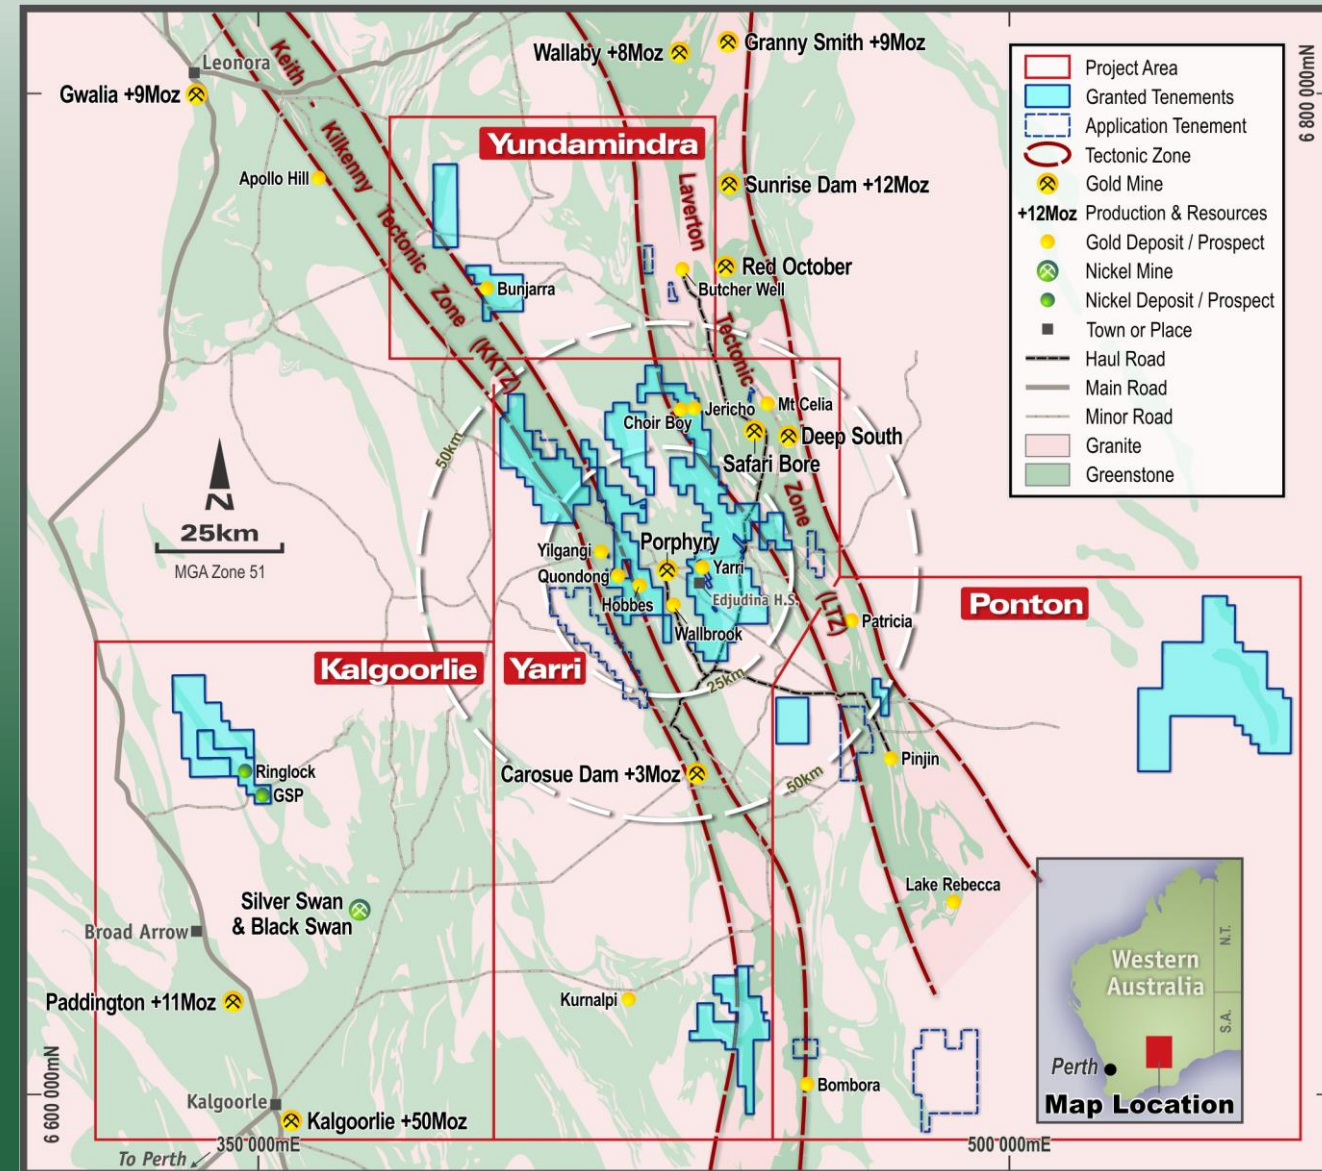 Leonora
Gwalia +9Moz
Keith
Kilkenny
Tectonic
Zone
(KKTZ)
Wallaby +8Moz
Granny Smith +9Moz
6 800 000mN
Project Area
Granted Tenements
Application Tenement
Tectonic Zone
Gold Mine
+12Moz Production & Resources
Gold Deposit / Prospect
Nickel Mine
Nickel Deposit / Prospect
Town or Place
Haul Road
Main Road
Minor Road
Granite
Greenstone
Yundamindra
Apollo Hill
Laverton
Tectonic
Zone
(LTZ)
Sunrise Dam +12Moz
Red October
Butcher Well
Bunjarra
Choir Boy
Jericho
Mt Celia
Deep South
Safari Bore
50km
N
25km
MGA Zone 51
Porphyry
Yilgangi
Quondong
Hobbes
Yarri
Edjudina H.S.
Wallbrook
Patricia
Ponton
Kalgoorlie
Yarri
25km
50km
Ringlock
GSP
Carosue Dam +3Moz
Pinjin
Lake Rebecca
Silver Swan
& Black Swan
Broad Arrow
Paddington +11Moz
Kurnalpi
Bombora
Western
Australia
N.T.
S.A.
Perth
Map Location
6 600 000mN
Kalgoorle
Kalgoorlie +50Moz
To Perth
350 000mE
500 000mE